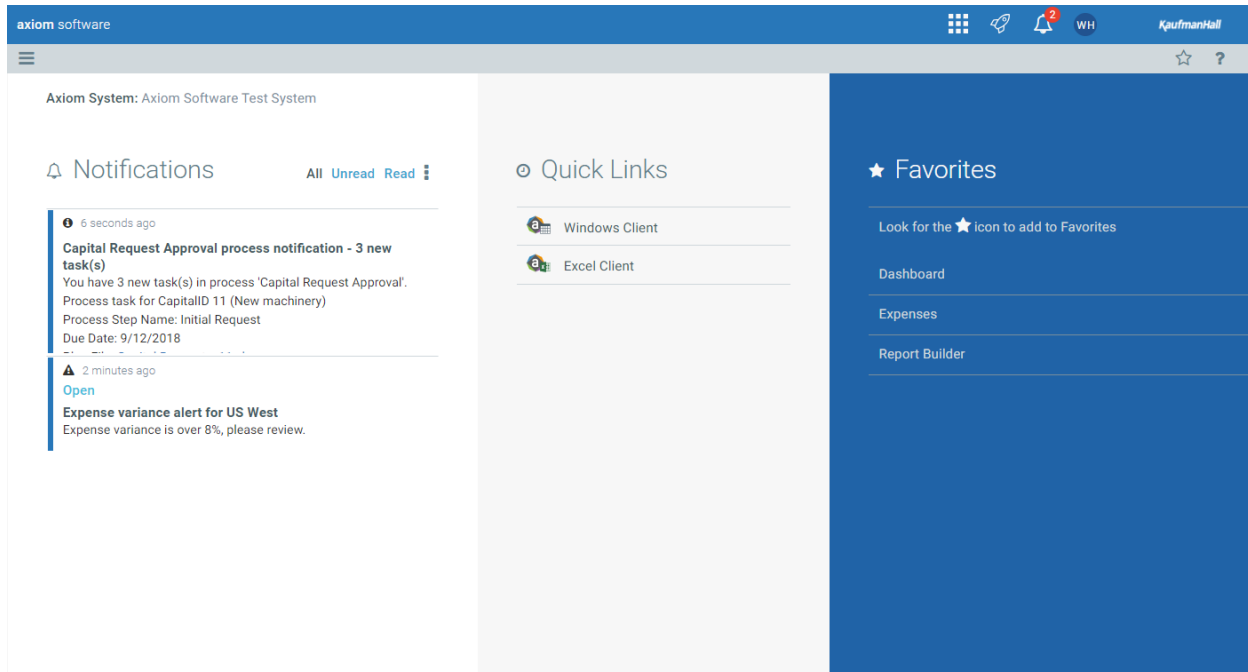 axiom software
2
WH
KaufmanHall
?
Axiom System: Axiom Software Test System
Notifications
All Unread Read
6 seconds ago
Capital Request Approval process notification - 3 new
task(s)
You have 3 new task(s) in process 'Capital Request Approval'.
Process task for CapitalID 11 (New machinery)
Process Step Name: Initial Request
Due Date: 9/12/2018
2 minutes ago
Open
Expense variance alert for US West
Expense variance is over 8%, please review.
Quick Links
Windows Client
Excel Client
Favorites
Look for the icon to add to Favorites
Dashboard
Expenses
Report Builder